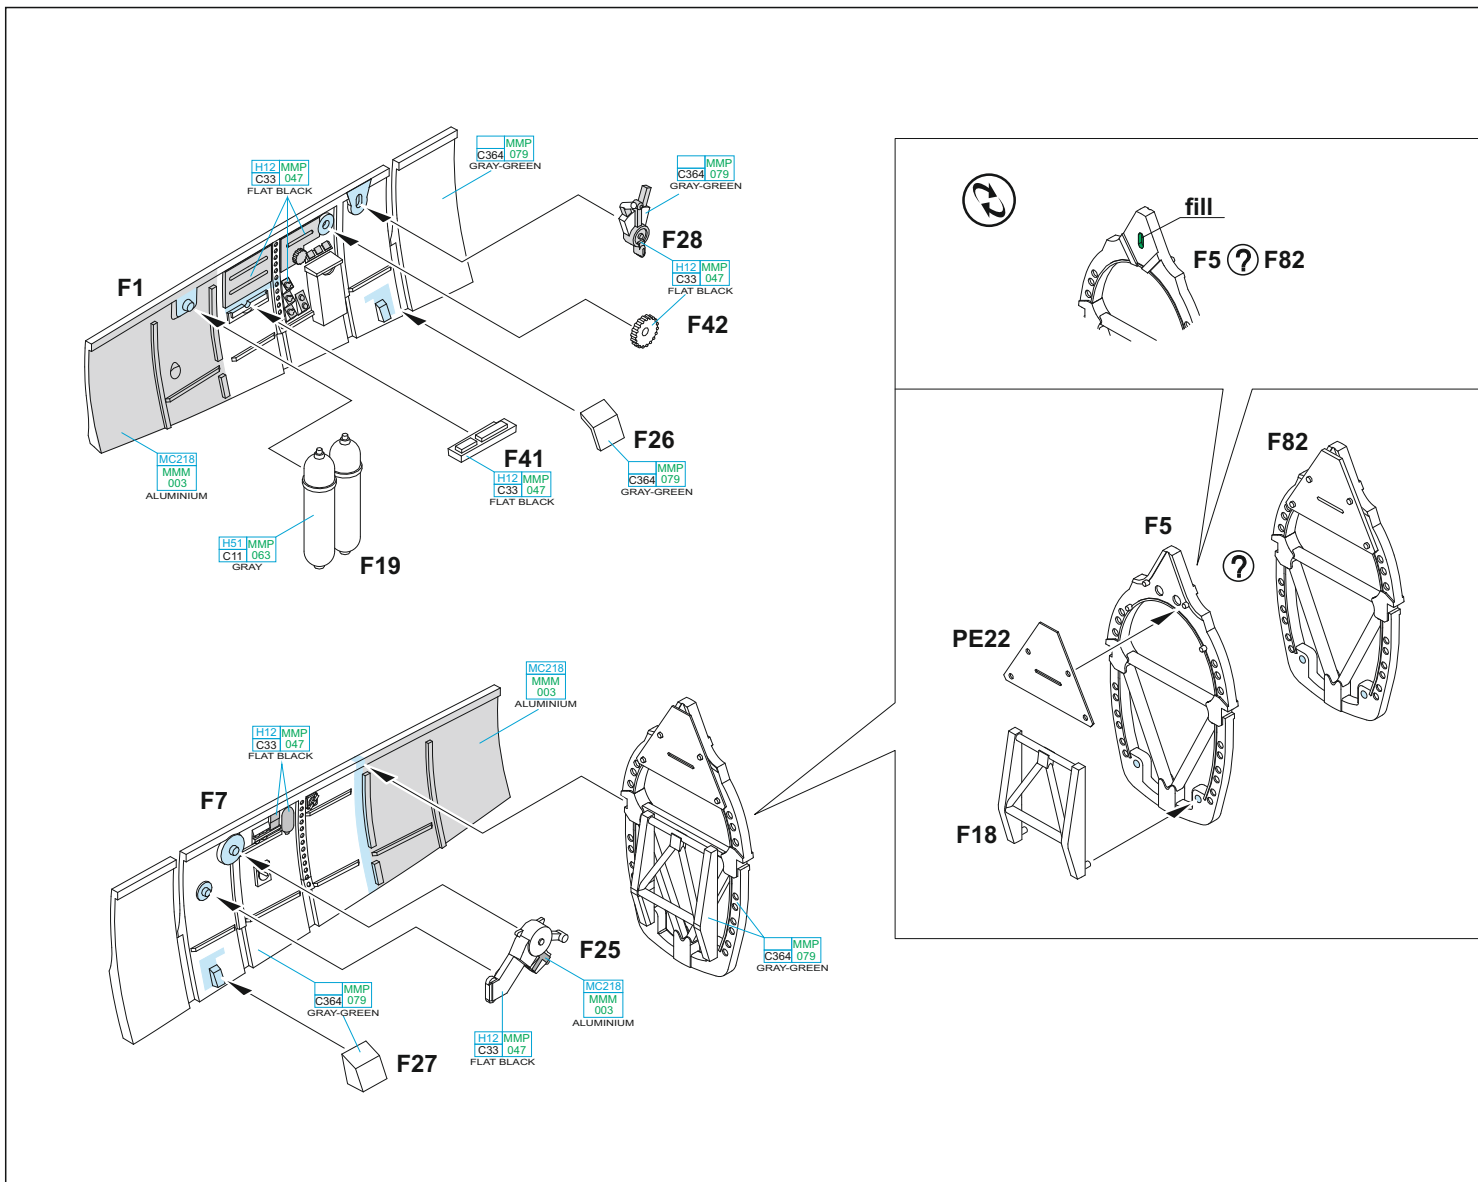 MMP
C364 079
GRAY-GREEN
H12 MMP
C33 047
FLAT BLACK
MMP
C364 079
GRAY-GREEN
F28
H12 MMP
C33 047
FLAT BLACK
F42
F1
F26
MMP
C364 079
GRAY-GREEN
F41
H12 MMP
C33 047
FLAT BLACK
MC218
MMM
003
ALUMINIUM
H51 MMP
C11 063
GRAY
F19
fill
F5 ? F82
F82
F5
?
PE22
F18
MC218
MMM
003
ALUMINIUM
H12 MMP
C33 047
FLAT BLACK
F7
F25
MMP
C364 079
GRAY-GREEN
MC218
MMM
003
ALUMINIUM
MMP
C364 079
GRAY-GREEN
H12 MMP
C33 047
FLAT BLACK
F27